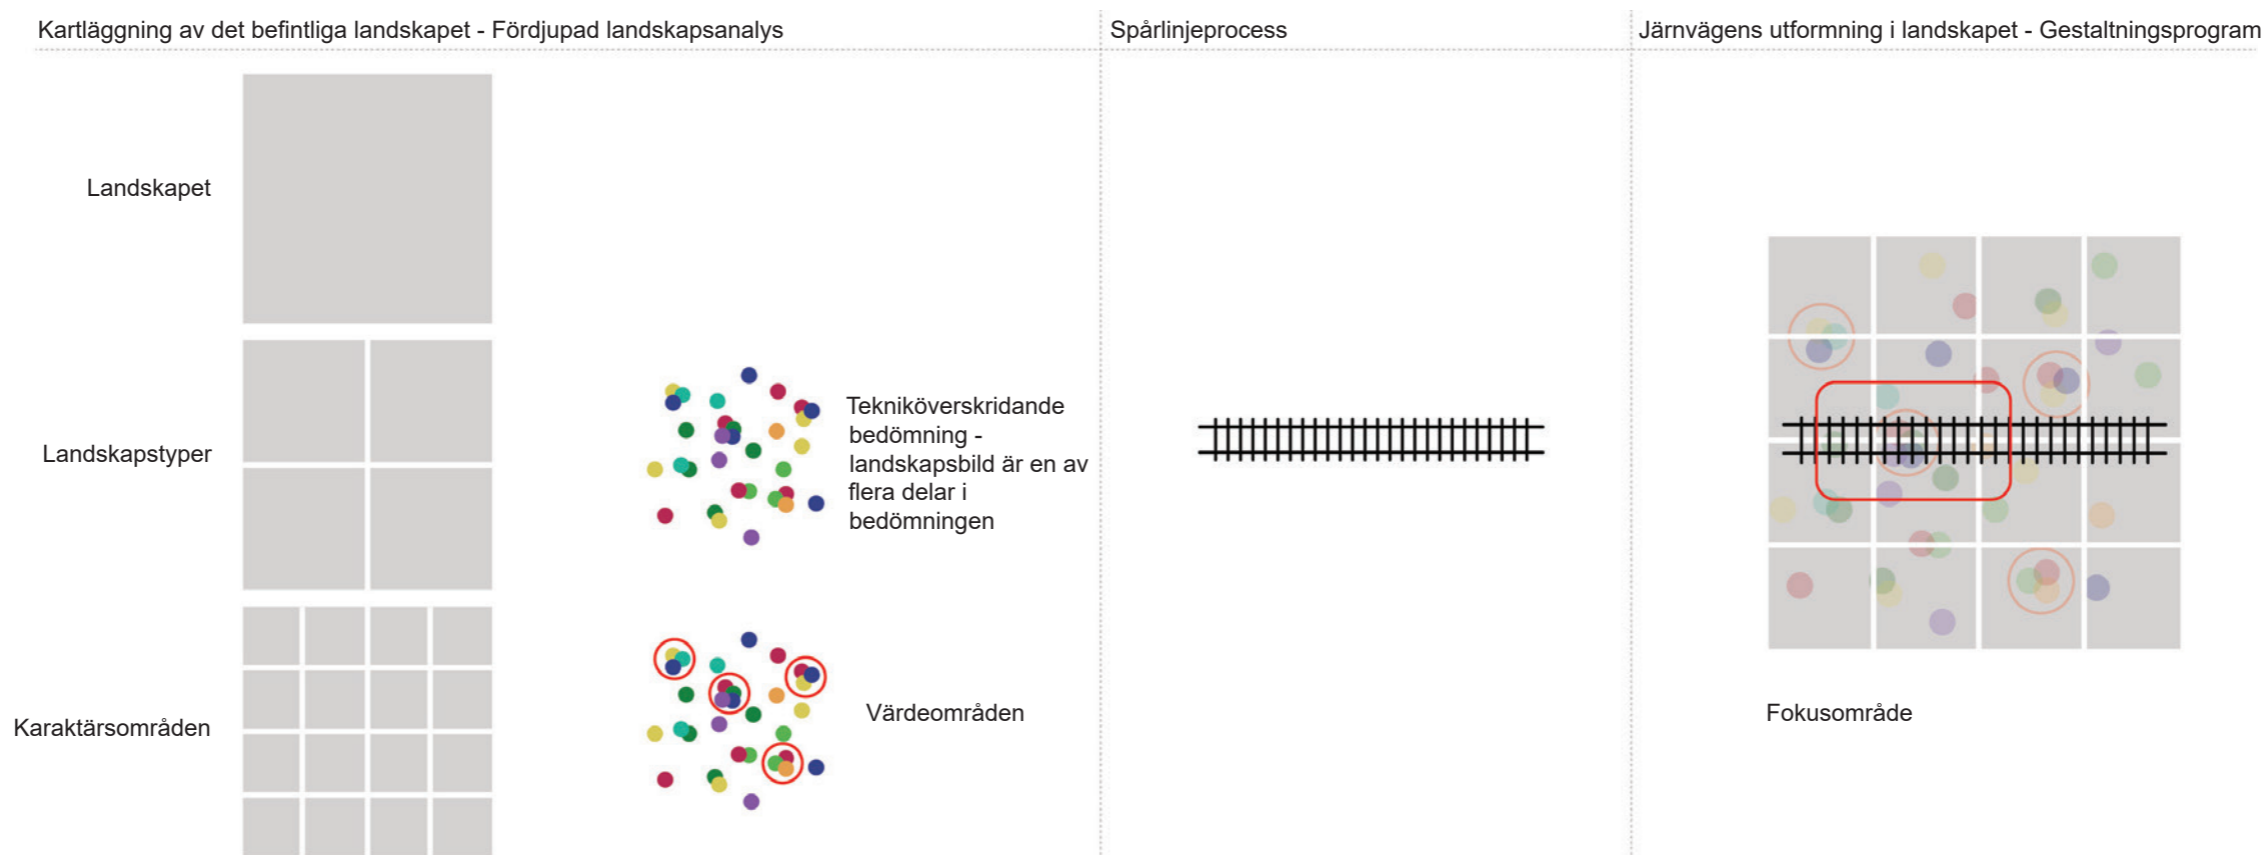 Kartläggning av det befintliga landskapet - Fördjupad landskapsanalys
Spårlinjeprocess
Järnvägens utformning i landskapet - Gestaltningsprogram
Landskapet
Landskapstyper
Tekniköverskridande
bedömning -
landskapsbild är en av
flera delar i
bedömningen
Karaktärsområden
Värdeområden
Fokusområde